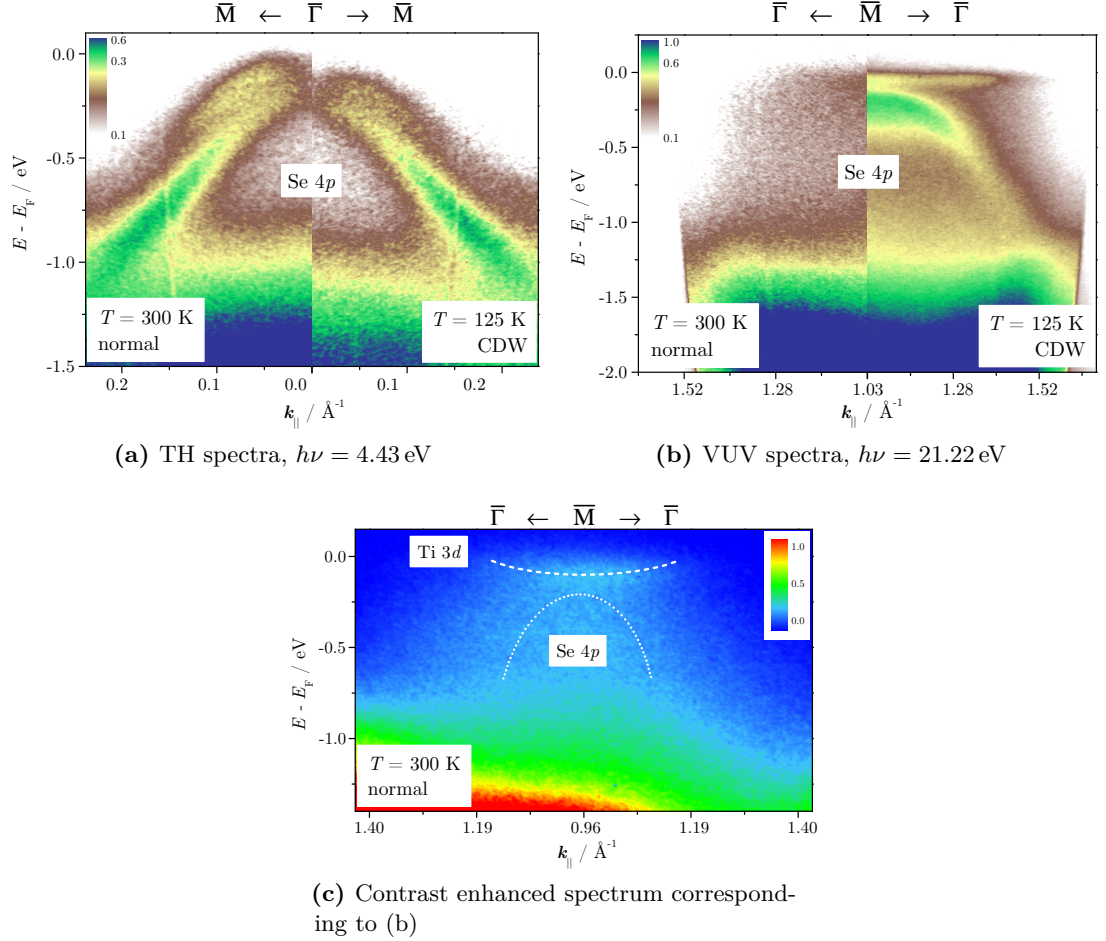 M̅ ← Γ̅ → M̅
0.6
0.3
0.1
0.0
-0.5
-1.0
-1.5
E - E_F / eV
Se 4p
T = 300 K
normal
T = 125 K
CDW
0.2 0.1 0.0 0.1 0.2
k_|| / Å⁻¹
(a) TH spectra, hν = 4.43 eV
Γ̅ ← M̅ → Γ̅
1.0
0.6
0.1
0.0
-0.5
-1.0
-1.5
-2.0
E - E_F / eV
Se 4p
T = 300 K
normal
T = 125 K
CDW
1.52 1.28 1.03 1.28 1.52
k_|| / Å⁻¹
(b) VUV spectra, hν = 21.22 eV
Γ̅ ← M̅ → Γ̅
Ti 3d
1.0
0.5
0.0
0.0
-0.5
-1.0
E - E_F / eV
Se 4p
T = 300 K
normal
1.40 1.19 0.96 1.19 1.40
k_|| / Å⁻¹
(c) Contrast enhanced spectrum correspond-
ing to (b)